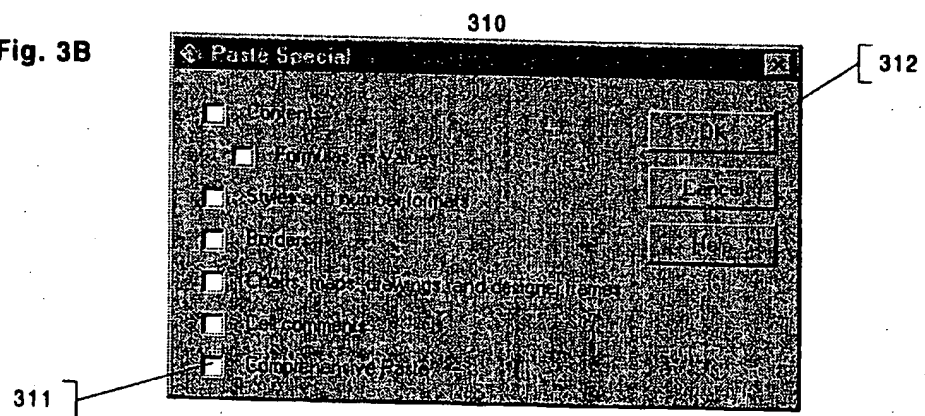 310
Fig. 3B
Paste Special
312
Contents
OK
Formulas as values
Cancel
Styles and number formats
Borders
Help
Charts, maps, drawings, and designer frames
Cell comments
Comprehensive Paste
311